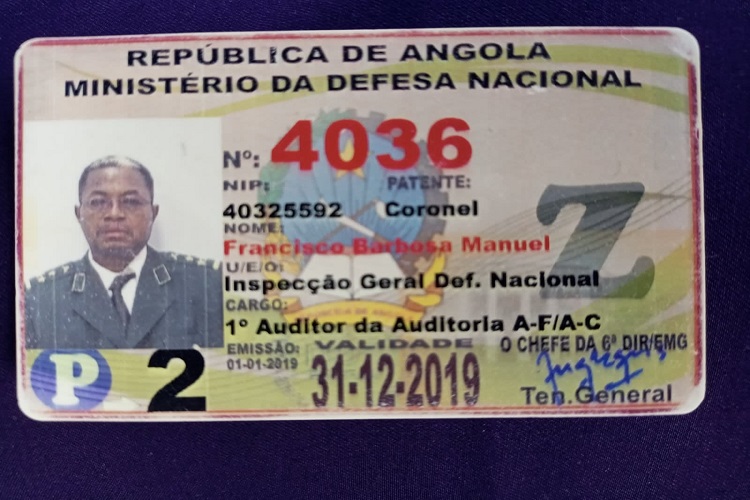 REPÚBLICA DE ANGOLA
MINISTÉRIO DA DEFESA NACIONAL
Nº: 4036
NIP: PATENTE:
40325592 Coronel
NOME:
Francisco Barbosa Manuel
U/E/O:
Inspecção Geral Def. Nacional
CARGO:
1º Auditor da Auditoria A-F/A-C
EMISSÃO: VALIDADE O CHEFE DA 6ª DIR/EMG
01-01-2019 31-12-2019
Ten.General
P 2
Z